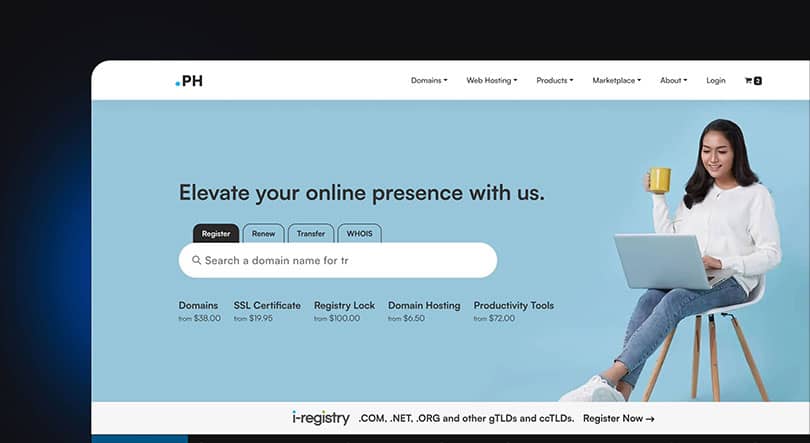 .PH
Domains Web Hosting Products Marketplace About Login 2
Elevate your online presence with us.
Register Renew Transfer WHOIS
Search a domain name for tr
Domains SSL Certificate Registry Lock Domain Hosting Productivity Tools
from $38.00 from $19.95 from $100.00 from $6.50 from $72.00
i-registry .COM, .NET, .ORG and other gTLDs and ccTLDs. Register Now →